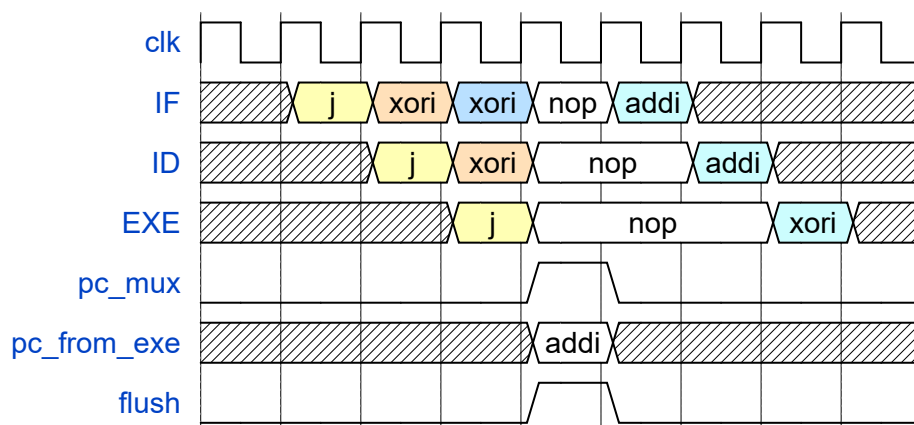 clk
IF j xori xori nop addi
ID j xori nop addi
EXE j nop xori
pc_mux
pc_from_exe addi
flush